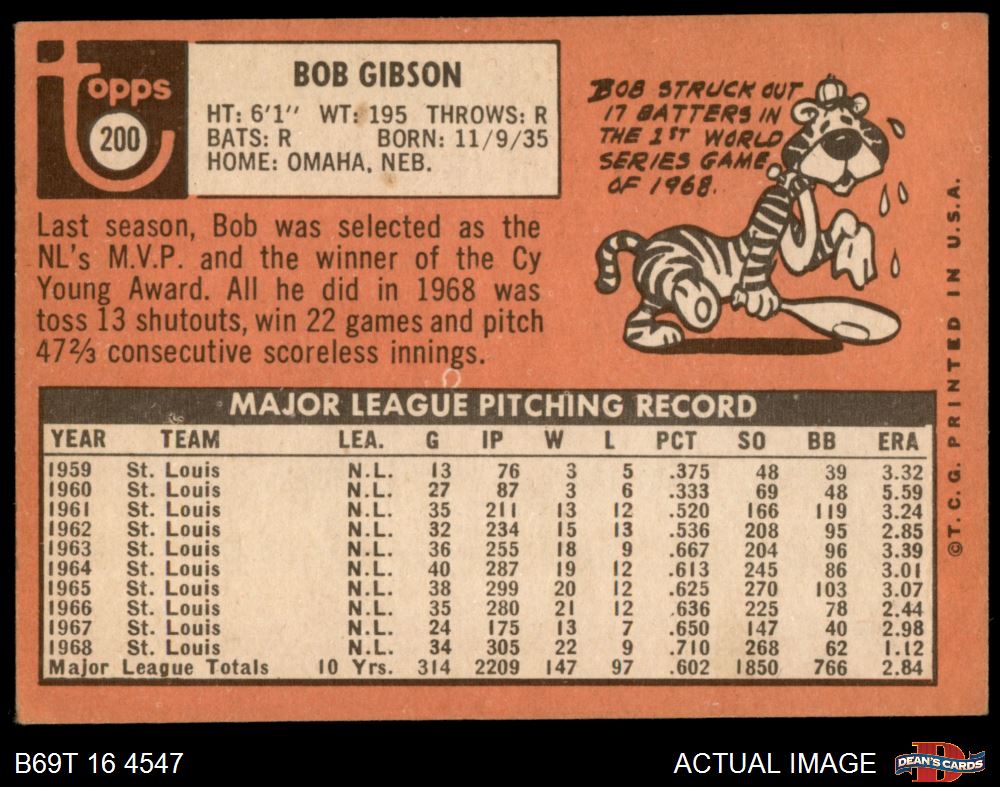 Topps
200
BOB GIBSON
HT: 6'1" WT: 195 THROWS: R
BATS: R BORN: 11/9/35
HOME: OMAHA, NEB.
BOB STRUCK OUT
17 BATTERS IN
THE 1ST WORLD
SERIES GAME
OF 1968.
Last season, Bob was selected as the
NL's M.V.P. and the winner of the Cy
Young Award. All he did in 1968 was
toss 13 shutouts, win 22 games and pitch
47⅔ consecutive scoreless innings.
MAJOR LEAGUE PITCHING RECORD
YEAR TEAM LEA. G IP W L PCT SO BB ERA
1959 St. Louis N.L. 13 76 3 5 .375 48 39 3.32
1960 St. Louis N.L. 27 87 3 6 .333 69 48 5.59
1961 St. Louis N.L. 35 211 13 12 .520 166 119 3.24
1962 St. Louis N.L. 32 234 15 13 .536 208 95 2.85
1963 St. Louis N.L. 36 255 18 9 .667 204 96 3.39
1964 St. Louis N.L. 40 287 19 12 .613 245 86 3.01
1965 St. Louis N.L. 38 299 20 12 .625 270 103 3.07
1966 St. Louis N.L. 35 280 21 12 .636 225 78 2.44
1967 St. Louis N.L. 24 175 13 7 .650 147 40 2.98
1968 St. Louis N.L. 34 305 22 9 .710 268 62 1.12
Major League Totals 10 Yrs. 314 2209 147 97 .602 1850 766 2.84
©T.C.G. PRINTED IN U.S.A.
B69T 16 4547
ACTUAL IMAGE
DEAN'S CARDS